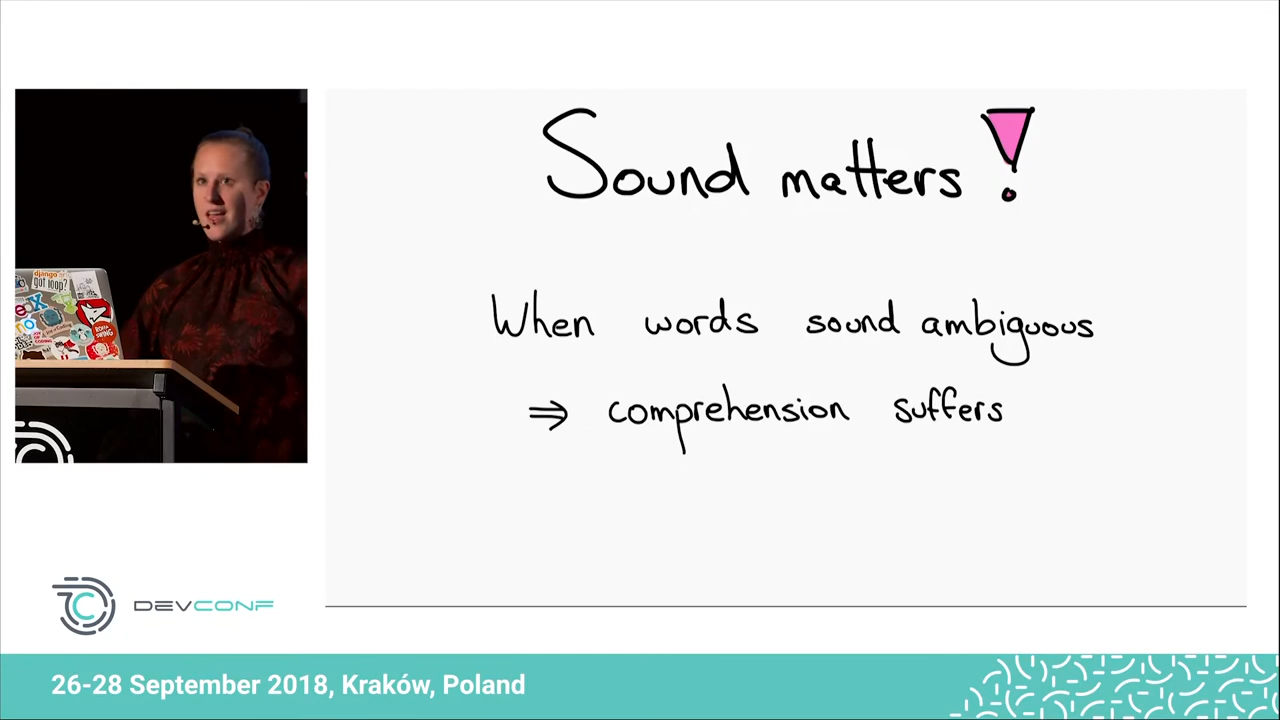 Sound matters!
When words sound ambiguous
⇒ comprehension suffers
django
got loop?
DEVCONF
26-28 September 2018, Kraków, Poland